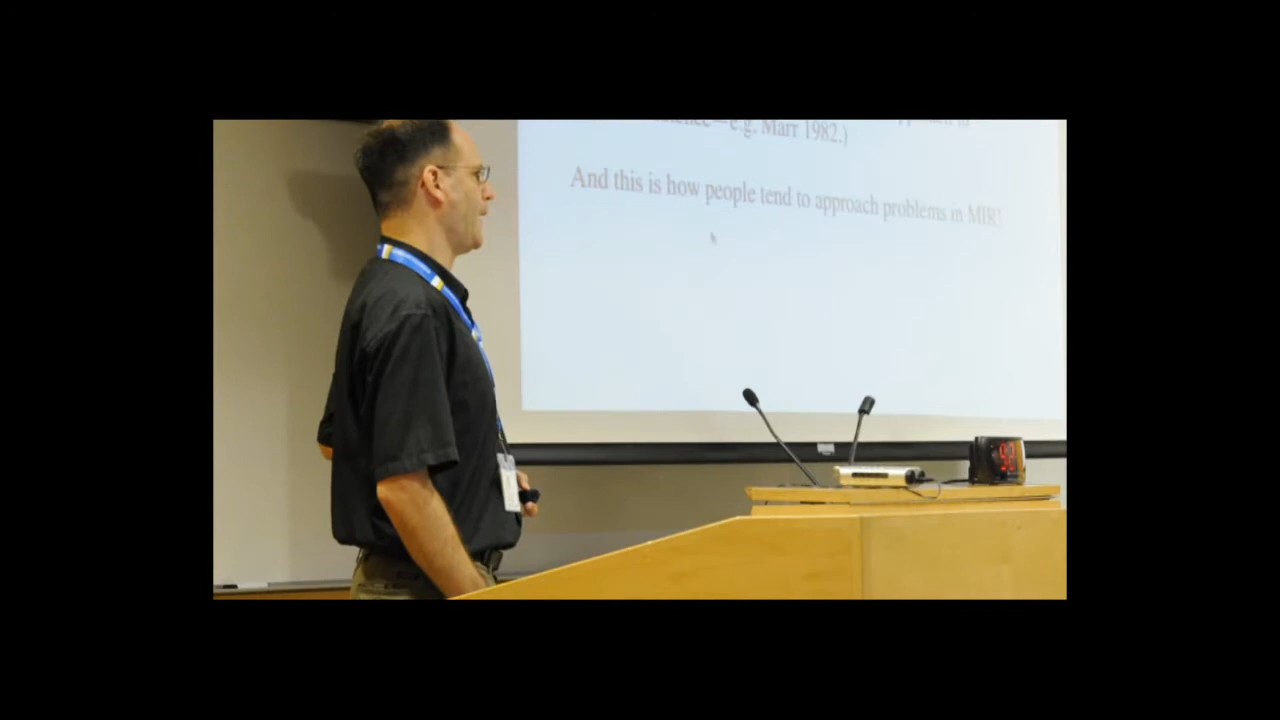 e.g. Marr 1982.)
And this is how people tend to approach problems in MIR!